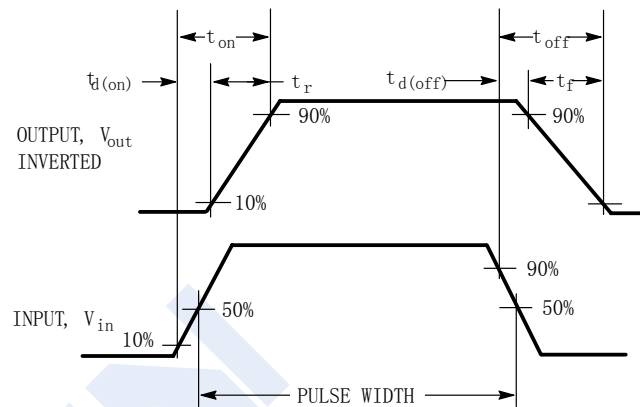 t_on
t_off
t_d(on)
t_r
t_d(off)
t_f
90%
90%
OUTPUT, V_out
INVERTED
10%
90%
50%
50%
INPUT, V_in
10%
PULSE WIDTH